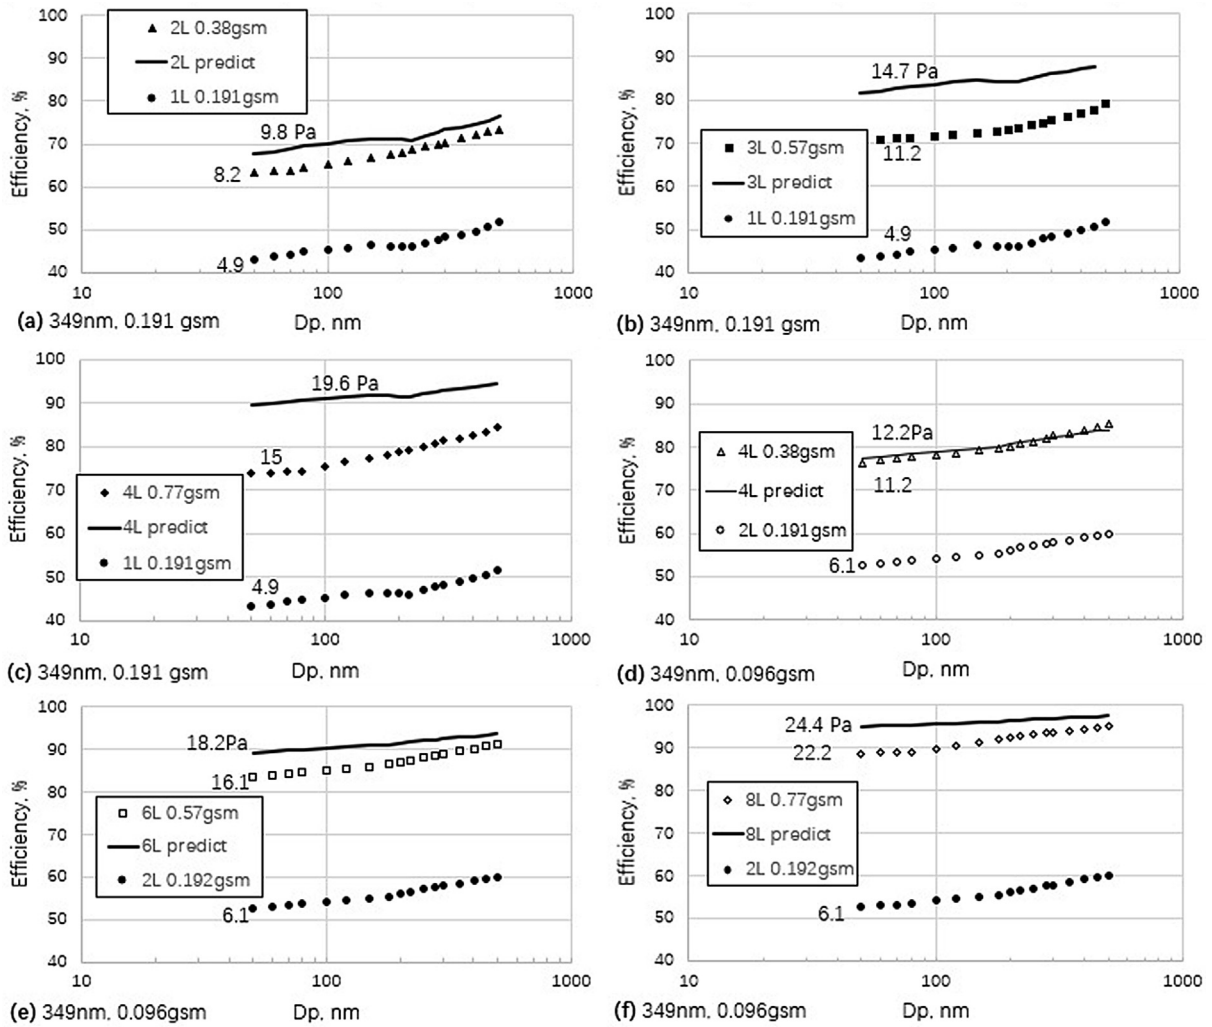 100
90
80
70
60
50
40
Efficiency, %
2L 0.38gsm
2L predict
1L 0.191gsm
9.8 Pa
8.2
4.9
10
100
1000
(a) 349nm, 0.191 gsm
Dp, nm
100
90
80
70
60
50
40
Efficiency, %
14.7 Pa
3L 0.57gsm
3L predict
1L 0.191gsm
11.2
4.9
10
100
1000
(b) 349nm, 0.191 gsm
Dp, nm
100
90
80
70
60
50
40
Efficiency, %
19.6 Pa
15
4L 0.77gsm
4L predict
1L 0.191gsm
4.9
10
100
1000
(c) 349nm, 0.191 gsm
Dp, nm
100
90
80
70
60
50
40
Efficiency, %
12.2Pa
4L 0.38gsm
4L predict
2L 0.191gsm
11.2
6.1
10
100
1000
(d) 349nm, 0.096gsm
Dp, nm
100
90
80
70
60
50
40
Efficiency, %
18.2Pa
16.1
6L 0.57gsm
6L predict
2L 0.192gsm
6.1
10
100
1000
(e) 349nm, 0.096gsm
Dp, nm
100
90
80
70
60
50
40
Efficiency, %
24.4 Pa
22.2
8L 0.77gsm
8L predict
2L 0.192gsm
6.1
10
100
1000
(f) 349nm, 0.096gsm
Dp, nm